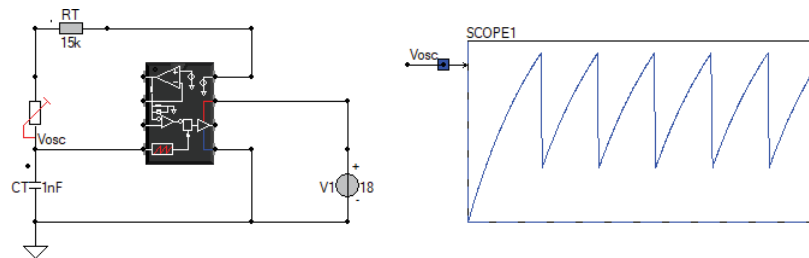 RT
15k
Vosc
CT 1nF
V1 18
+
-
SCOPE1
Vosc